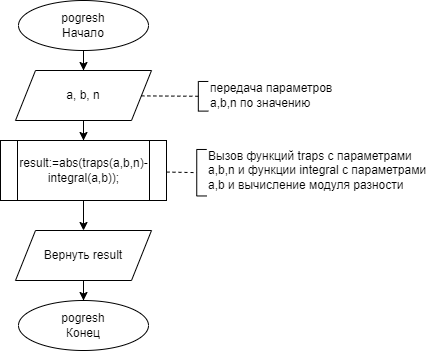 pogresh
Начало
a, b, n
передача параметров
a,b,n по значению
result:=abs(traps(a,b,n)-
integral(a,b));
Вызов функций traps с параметрами
a,b,n и функции integral с параметрами
a,b и вычисление модуля разности
Вернуть result
pogresh
Конец